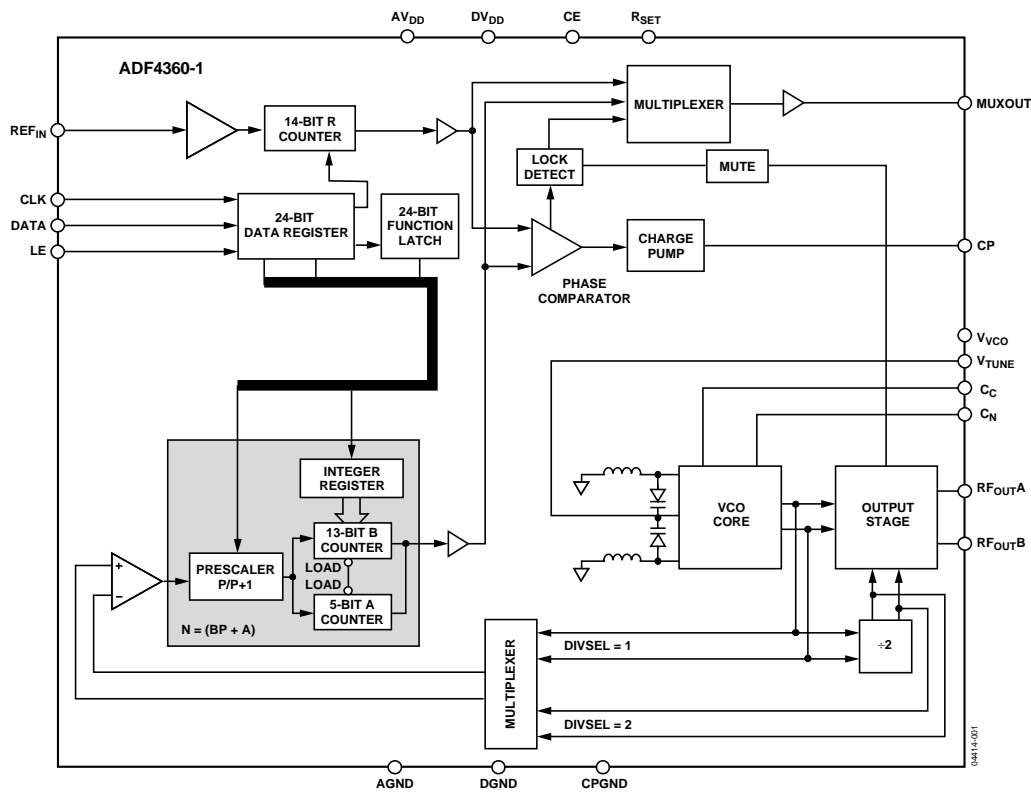 AVDD
DVDD
CE
RSET
ADF4360-1
MULTIPLEXER
MUXOUT
REFIN
14-BIT R
COUNTER
LOCK
DETECT
MUTE
CLK
DATA
LE
24-BIT
DATA REGISTER
24-BIT
FUNCTION
LATCH
CHARGE
PUMP
CP
PHASE
COMPARATOR
VVCO
VTUNE
CC
CN
INTEGER
REGISTER
VCO
CORE
OUTPUT
STAGE
RFOUTA
RFOUTB
13-BIT B
COUNTER
LOAD
LOAD
PRESCALER
P/P+1
+
−
5-BIT A
COUNTER
N = (BP + A)
MULTIPLEXER
DIVSEL = 1
÷2
DIVSEL = 2
04414-001
AGND
DGND
CPGND